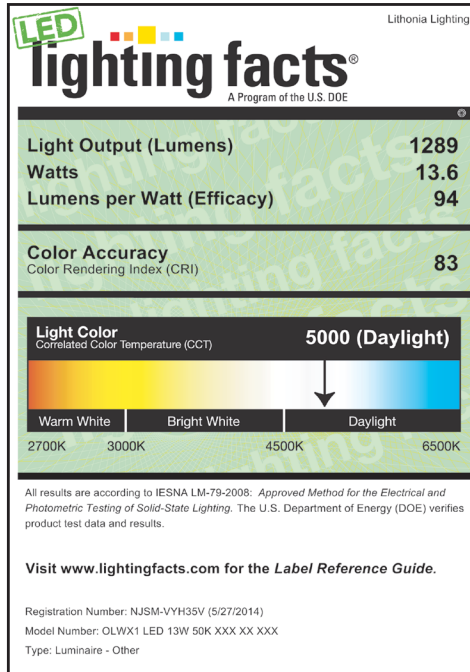 Lithonia Lighting
LED
lighting facts®
A Program of the U.S. DOE
Light Output (Lumens) 1289
Watts 13.6
Lumens per Watt (Efficacy) 94
Color Accuracy
Color Rendering Index (CRI) 83
Light Color
Correlated Color Temperature (CCT) 5000 (Daylight)
Warm White Bright White Daylight
2700K 3000K 4500K 6500K
All results are according to IESNA LM-79-2008: Approved Method for the Electrical and
Photometric Testing of Solid-State Lighting. The U.S. Department of Energy (DOE) verifies
product test data and results.
Visit www.lightingfacts.com for the Label Reference Guide.
Registration Number: NJSM-VYH35V (5/27/2014)
Model Number: OLWX1 LED 13W 50K XXX XX XXX
Type: Luminaire - Other